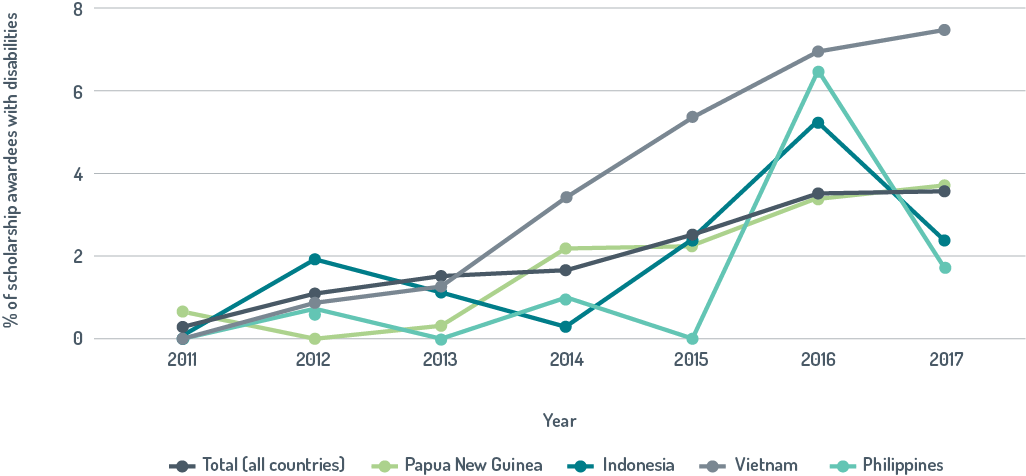 % of scholarship awardees with disabilities
8
6
4
2
0
2011 2012 2013 2014 2015 2016 2017
Year
Total (all countries) Papua New Guinea Indonesia Vietnam Philippines